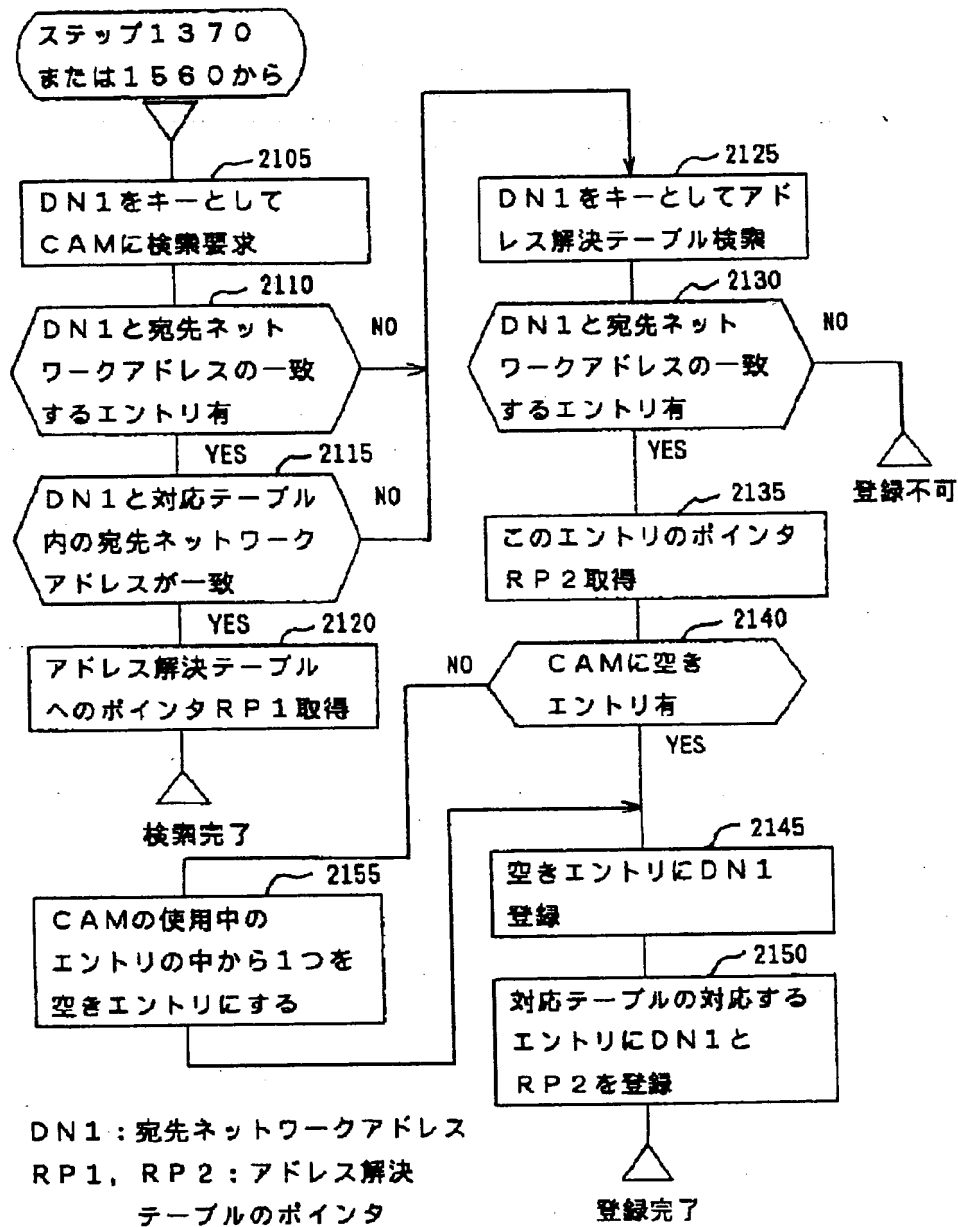 ステップ1370
または1560から
2105
DN1をキーとして
CAMに検索要求
2110
DN1と宛先ネット
ワークアドレスの一致
するエントリ有
NO
YES
2115
DN1と対応テーブル
内の宛先ネットワーク
アドレスが一致
NO
YES
2120
アドレス解決テーブル
へのポインタRP1取得
検索完了
2125
DN1をキーとしてアド
レス解決テーブル検索
2130
DN1と宛先ネット
ワークアドレスの一致
するエントリ有
NO
登録不可
YES
2135
このエントリのポインタ
RP2取得
2140
CAMに空き
エントリ有
NO
YES
2155
CAMの使用中の
エントリの中から1つを
空きエントリにする
2145
空きエントリにDN1
登録
2150
対応テーブルの対応する
エントリにDN1と
RP2を登録
登録完了
DN1:宛先ネットワークアドレス
RP1, RP2:アドレス解決
テーブルのポインタ